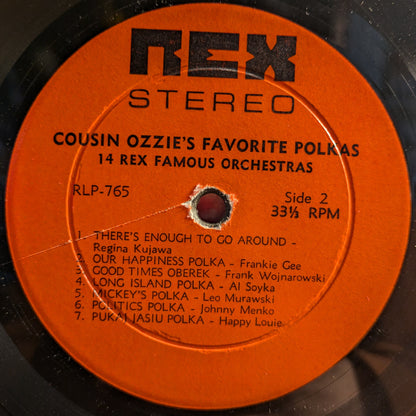 REX
STEREO
COUSIN OZZIE'S FAVORITE POLKAS
14 REX FAMOUS ORCHESTRAS
RLP-765
Side 2
33⅓ RPM
1. THERE'S ENOUGH TO GO AROUND -
Regina Kujawa
2. OUR HAPPINESS POLKA - Frankie Gee
3. GOOD TIMES OBEREK - Frank Wojnarowski
4. LONG ISLAND POLKA - Al Soyka
5. MICKEY'S POLKA - Leo Murawski
6. POLITICS POLKA - Johnny Menko
7. PUKAJ JASIU POLKA - Happy Louie